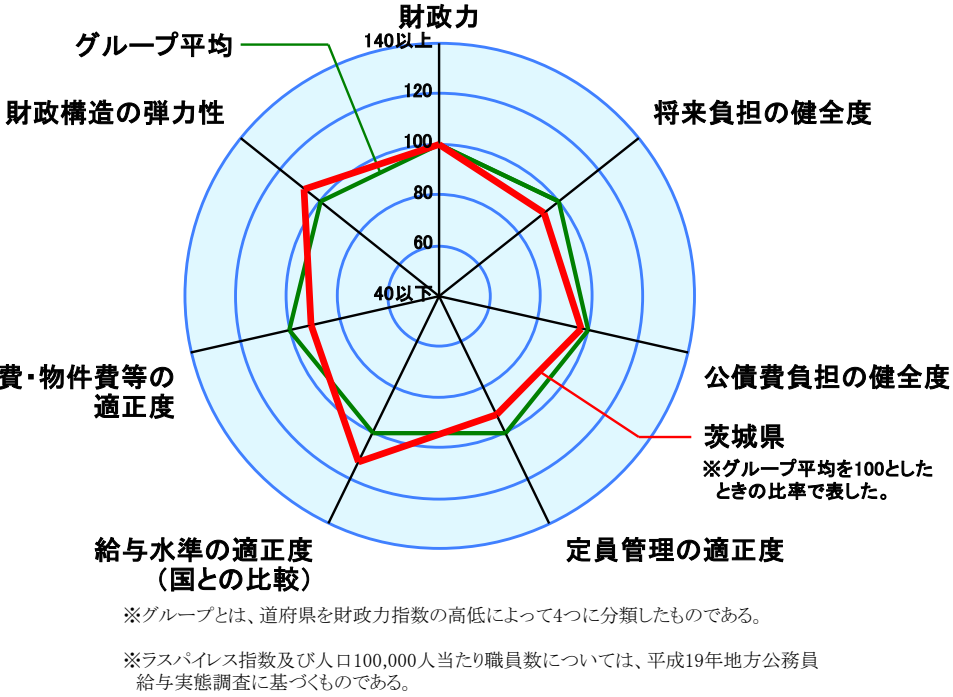 財政力
140以上
グループ平均
120
財政構造の弾力性
将来負担の健全度
100
80
60
40以下
費・物件費等の
適正度
公債費負担の健全度
茨城県
※グループ平均を100とした
ときの比率で表した。
給与水準の適正度
（国との比較）
定員管理の適正度
※グループとは、道府県を財政力指数の高低によって4つに分類したものである。
※ラスパイレス指数及び人口100,000人当たり職員数については、平成19年地方公務員
給与実態調査に基づくものである。